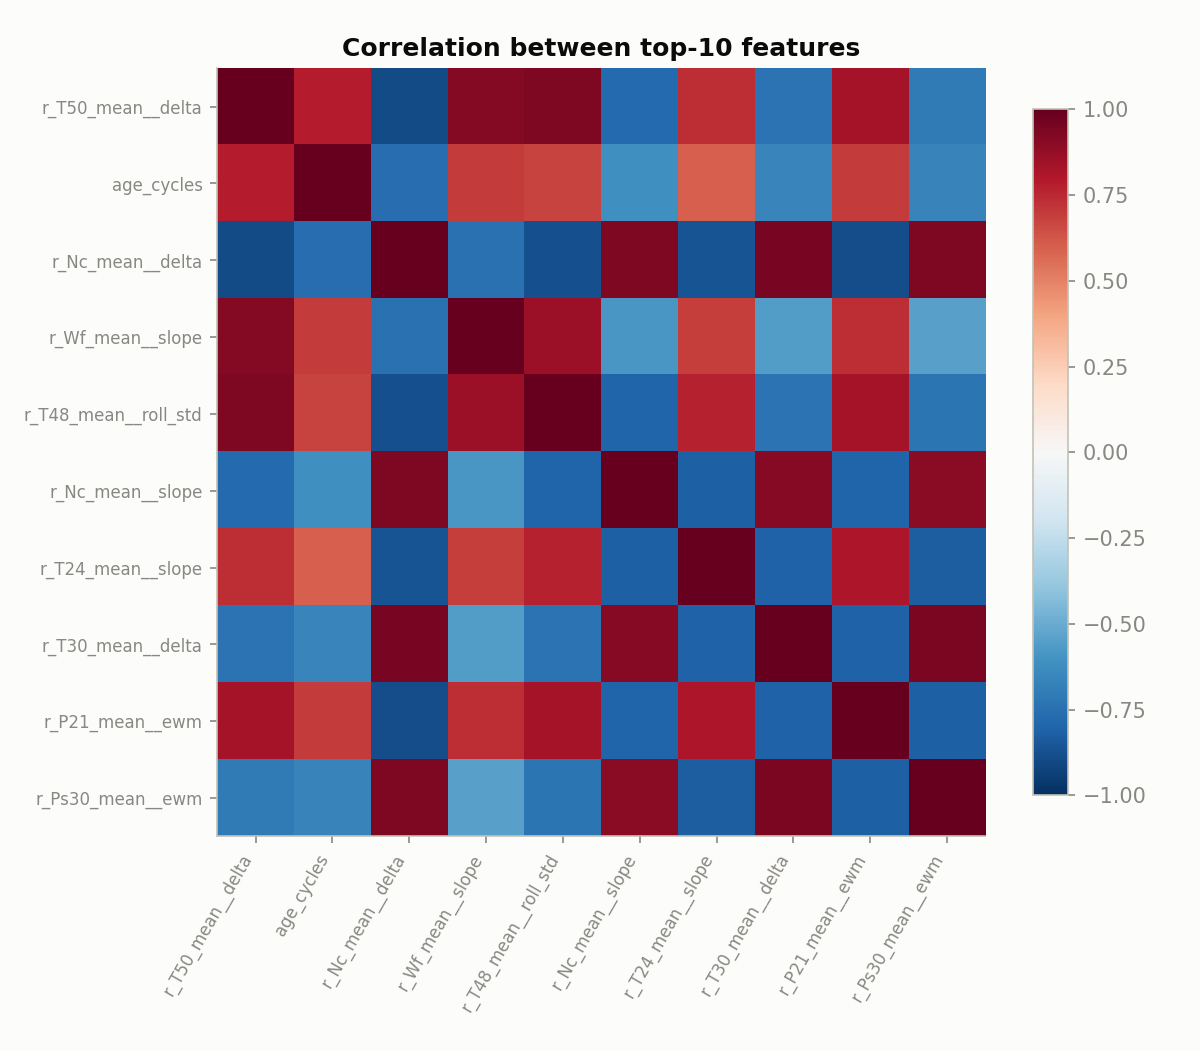 Correlation between top-10 features
r_T50_mean__delta
age_cycles
r_Nc_mean__delta
r_Wf_mean__slope
r_T48_mean__roll_std
r_Nc_mean__slope
r_T24_mean__slope
r_T30_mean__delta
r_P21_mean__ewm
r_Ps30_mean__ewm
r_T50_mean__delta
age_cycles
r_Nc_mean__delta
r_Wf_mean__slope
r_T48_mean__roll_std
r_Nc_mean__slope
r_T24_mean__slope
r_T30_mean__delta
r_P21_mean__ewm
r_Ps30_mean__ewm
1.00
0.75
0.50
0.25
0.00
−0.25
−0.50
−0.75
−1.00